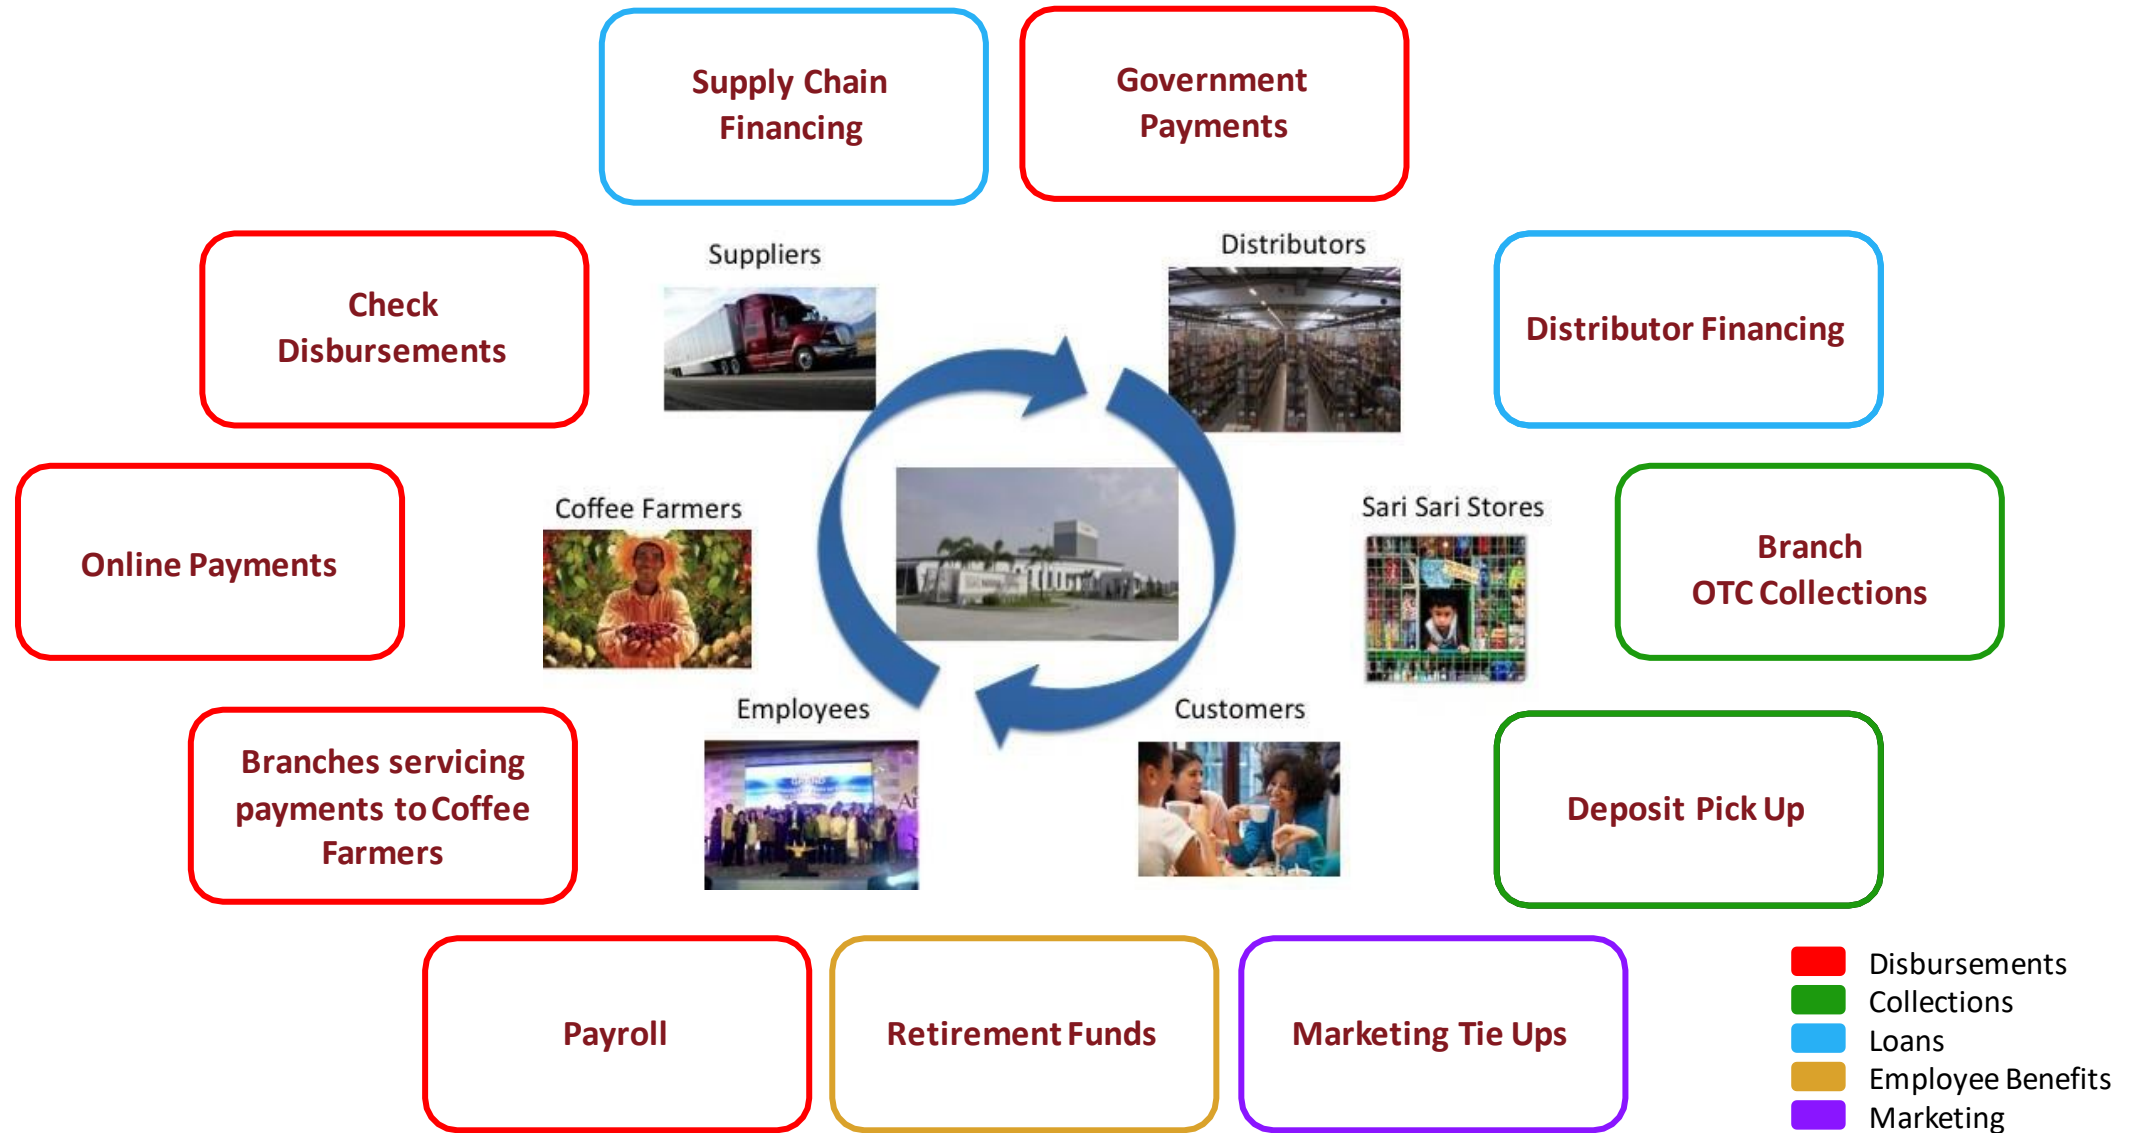 Supply Chain
Financing
Government
Payments
Suppliers
Distributors
Check
Disbursements
Distributor Financing
Coffee Farmers
Sari Sari Stores
Online Payments
Branch
OTC Collections
Employees
Customers
Branches servicing
payments to Coffee
Farmers
Deposit Pick Up
Payroll
Retirement Funds
Marketing Tie Ups
Disbursements
Collections
Loans
Employee Benefits
Marketing